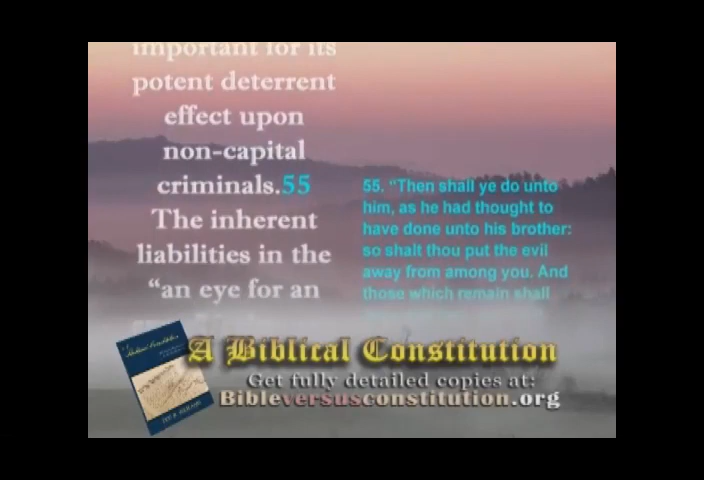 important for its
potent deterrent
effect upon
non-capital
criminals.55
The inherent
liabilities in the
“an eye for an
55. “Then shall ye do unto
him, as he had thought to
have done unto his brother:
so shalt thou put the evil
away from among you. And
those which remain shall
A Biblical Constitution
Get fully detailed copies at:
Bibleversusconstitution.org